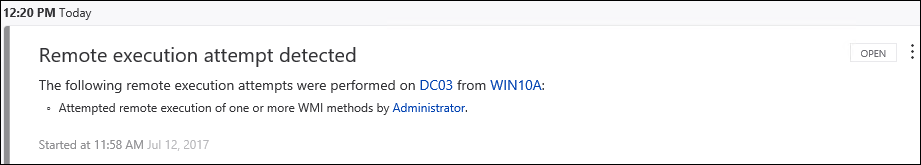 12:20 PM Today
Remote execution attempt detected
OPEN
The following remote execution attempts were performed on DC03 from WIN10A:
Attempted remote execution of one or more WMI methods by Administrator.
Started at 11:58 AM Jul 12, 2017